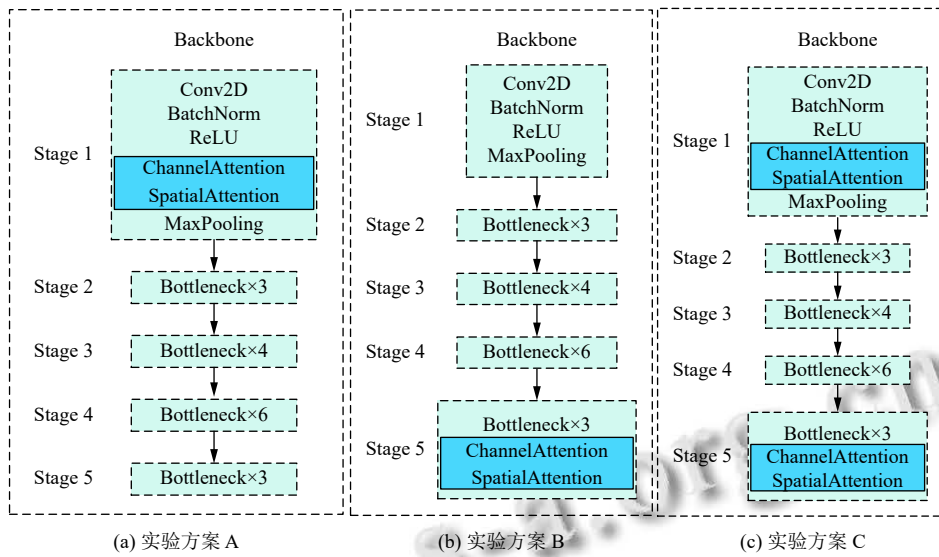 Backbone
Stage 1
Conv2D
BatchNorm
ReLU
ChannelAttention
SpatialAttention
MaxPooling
Stage 2
Bottleneck×3
Stage 3
Bottleneck×4
Stage 4
Bottleneck×6
Stage 5
Bottleneck×3
(a) 实验方案 A
Backbone
Stage 1
Conv2D
BatchNorm
ReLU
MaxPooling
Stage 2
Bottleneck×3
Stage 3
Bottleneck×4
Stage 4
Bottleneck×6
Stage 5
Bottleneck×3
ChannelAttention
SpatialAttention
(b) 实验方案 B
Backbone
Stage 1
Conv2D
BatchNorm
ReLU
ChannelAttention
SpatialAttention
MaxPooling
Stage 2
Bottleneck×3
Stage 3
Bottleneck×4
Stage 4
Bottleneck×6
Stage 5
Bottleneck×3
ChannelAttention
SpatialAttention
(c) 实验方案 C